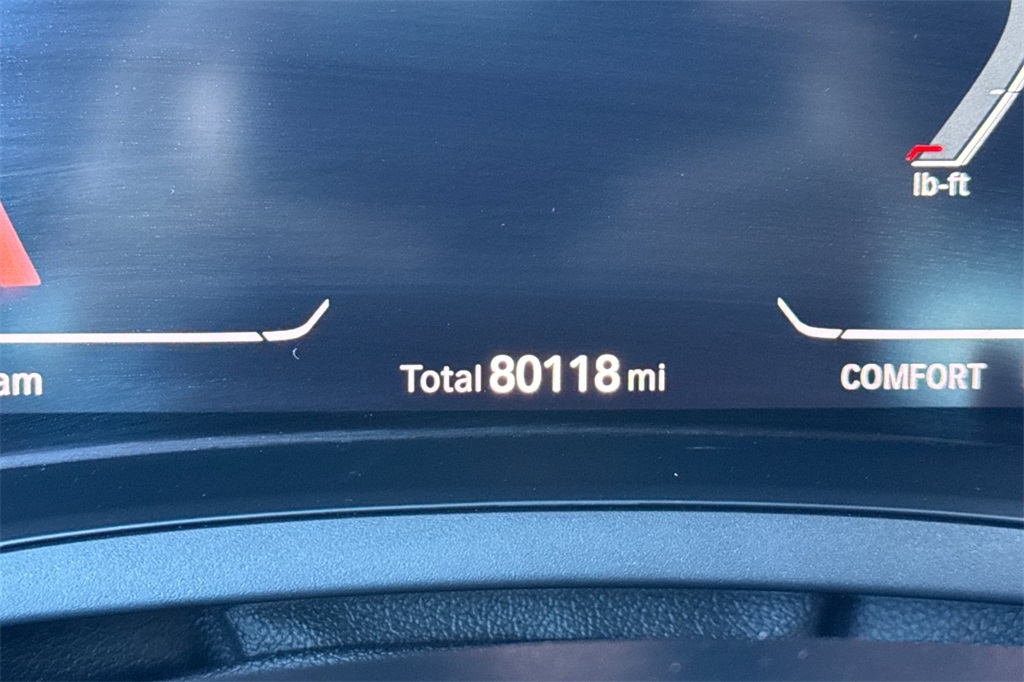 lb-ft
am
Total 80118 mi
COMFORT